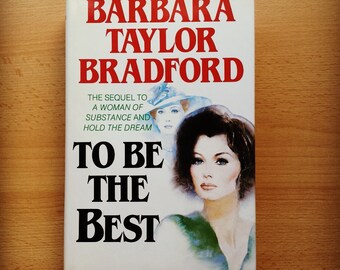 BARBARA
TAYLOR
BRADFORD
THE SEQUEL TO
A WOMAN OF
SUBSTANCE AND
HOLD THE DREAM
TO BE
THE
BEST